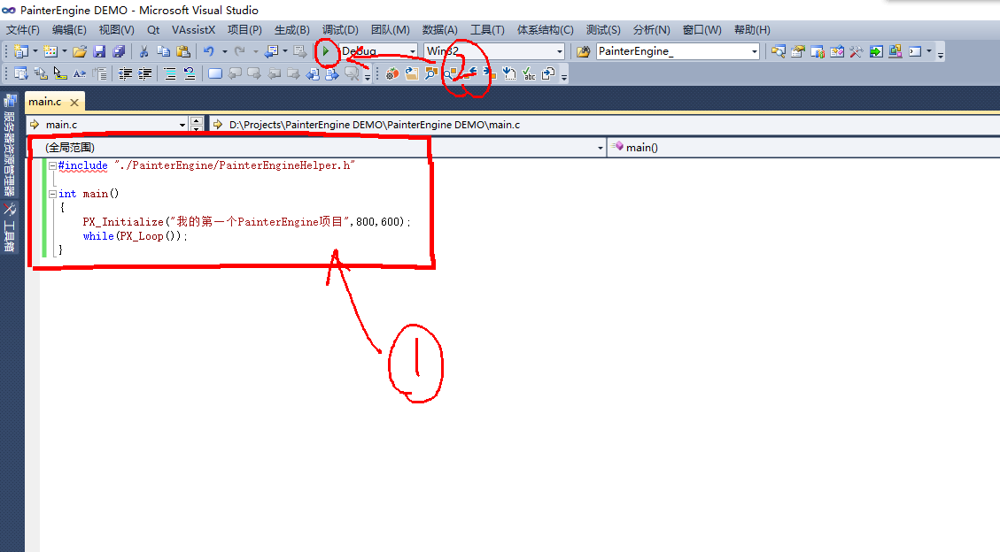 PainterEngine DEMO - Microsoft Visual Studio
文件(F) 编辑(E) 视图(V) Qt VAssistX 项目(P) 生成(B) 调试(D) 团队(M) 数据(A) 工具(T) 体系结构(C) 测试(S) 分析(N) 窗口(W) 帮助(H)
Debug Win32 PainterEngine_
2
main.c
服务器资源管理器
工具箱
main.c D:\Projects\PainterEngine DEMO\PainterEngine DEMO\main.c
(全局范围) main()
#include "./PainterEngine/PainterEngineHelper.h"
int main()
{
PX_Initialize("我的第一个PainterEngine项目",800,600);
while(PX_Loop());
}
1